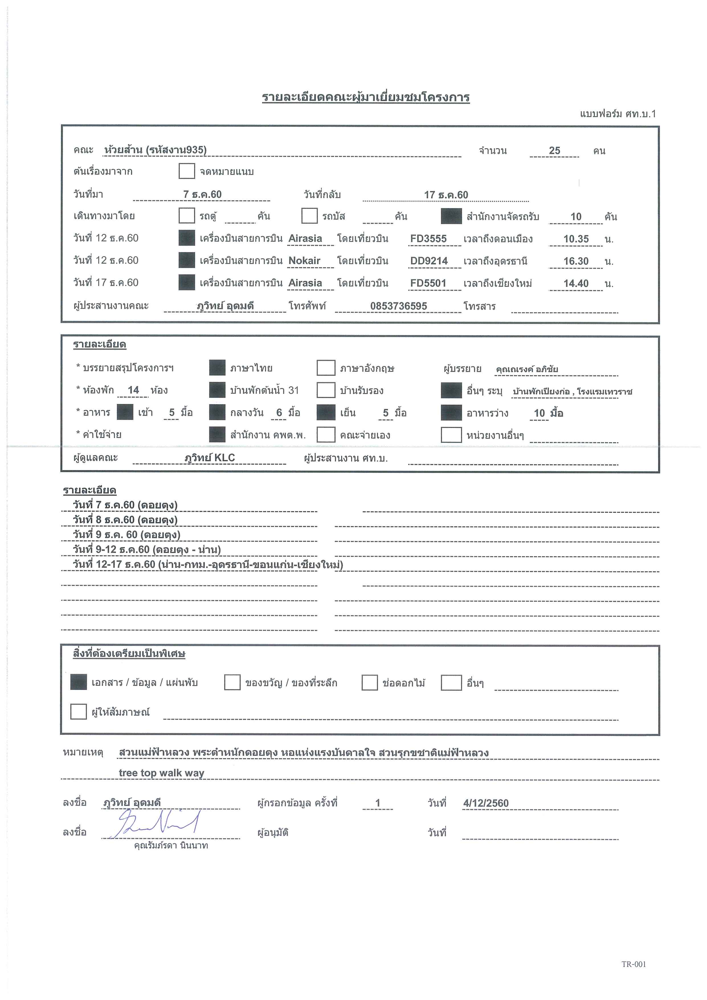 รายละเอียดคณะผู้มาเยี่ยมชมโครงการ
แบบฟอร์ม ศท.บ.1
คณะ ห้วยส้าน (รหัสงาน935) จำนวน 25 คน
ต้นเรื่องมาจาก จดหมายแนบ
วันที่มา 7 ธ.ค.60 วันที่กลับ 17 ธ.ค.60
เดินทางมาโดย รถตู้ คัน รถบัส คัน สำนักงานจัดรถรับ 10 คัน
วันที่ 12 ธ.ค.60 เครื่องบินสายการบิน Airasia โดยเที่ยวบิน FD3555 เวลาถึงดอนเมือง 10.35 น.
วันที่ 12 ธ.ค.60 เครื่องบินสายการบิน Nokair โดยเที่ยวบิน DD9214 เวลาถึงอุดรธานี 16.30 น.
วันที่ 17 ธ.ค.60 เครื่องบินสายการบิน Airasia โดยเที่ยวบิน FD5501 เวลาถึงเชียงใหม่ 14.40 น.
ผู้ประสานงานคณะ ภูวิทย์ อุดมดี โทรศัพท์ 0853736595 โทรสาร
รายละเอียด
* บรรยายสรุปโครงการฯ ภาษาไทย ภาษาอังกฤษ ผู้บรรยาย คุณณรงค์ อภิชัย
* ห้องพัก 14 ห้อง บ้านพักต้นน้ำ 31 บ้านรับรอง อื่นๆ ระบุ บ้านพักเปียงก่อ , โรงแรมเทวราช
* อาหาร เช้า 5 มื้อ กลางวัน 6 มื้อ เย็น 5 มื้อ อาหารว่าง 10 มื้อ
* ค่าใช้จ่าย สำนักงาน คพต.พ. คณะจ่ายเอง หน่วยงานอื่นๆ
ผู้ดูแลคณะ ภูวิทย์ KLC ผู้ประสานงาน ศท.บ.
รายละเอียด
วันที่ 7 ธ.ค.60 (ดอยตุง)
วันที่ 8 ธ.ค.60 (ดอยตุง)
วันที่ 9 ธ.ค. 60 (ดอยตุง)
วันที่ 9-12 ธ.ค.60 (ดอยตุง - น่าน)
วันที่ 12-17 ธ.ค.60 (น่าน-กทม.-อุดรธานี-ขอนแก่น-เชียงใหม่)
สิ่งที่ต้องเตรียมเป็นพิเศษ
เอกสาร / ข้อมูล / แผ่นพับ ของขวัญ / ของที่ระลึก ช่อดอกไม้ อื่นๆ
ผู้ให้สัมภาษณ์
หมายเหตุ สวนแม่ฟ้าหลวง พระตำหนักดอยตุง หอแห่งแรงบันดาลใจ สวนรุกขชาติแม่ฟ้าหลวง
tree top walk way
ลงชื่อ ภูวิทย์ อุดมดี ผู้กรอกข้อมูล ครั้งที่ 1 วันที่ 4/12/2560
ลงชื่อ ผู้อนุมัติ วันที่
คุณรัมภ์รดา นินนาท
TR-001